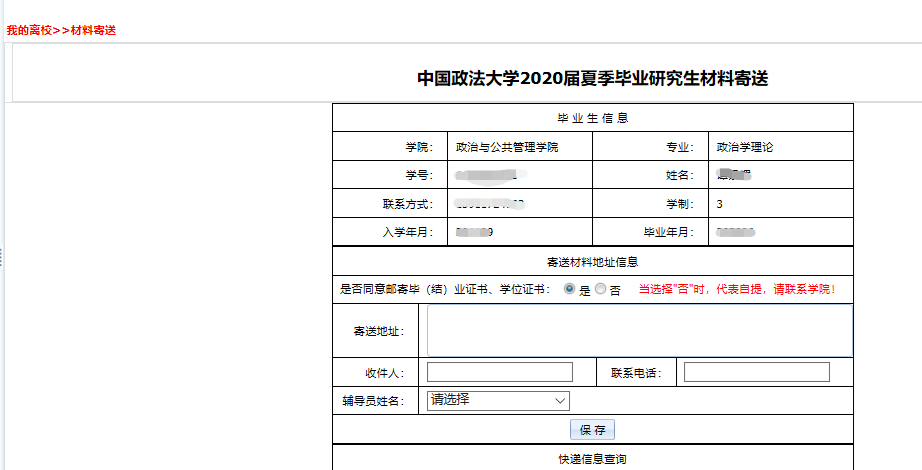 我的离校>>材料寄送
中国政法大学2020届夏季毕业研究生材料寄送
毕 业 生 信 息
学院： 政治与公共管理学院 专业： 政治学理论
学号： 姓名：
联系方式： 学制： 3
入学年月： 毕业年月：
寄送材料地址信息
是否同意邮寄毕（结）业证书、学位证书： 是 否 当选择"否"时，代表自提，请联系学院！
寄送地址：
收件人： 联系电话：
辅导员姓名： 请选择
保 存
快递信息查询